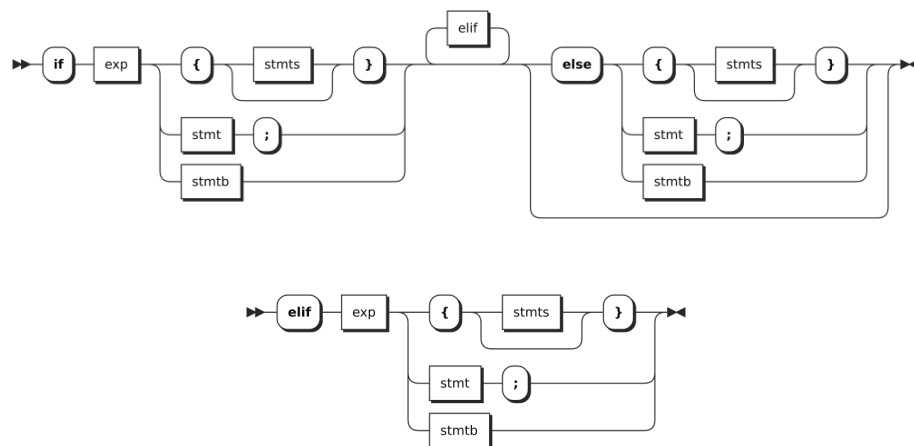 elif
if exp { stmts } else { stmts }
stmt ; stmt ;
stmtb stmtb
elif exp { stmts }
stmt ;
stmtb